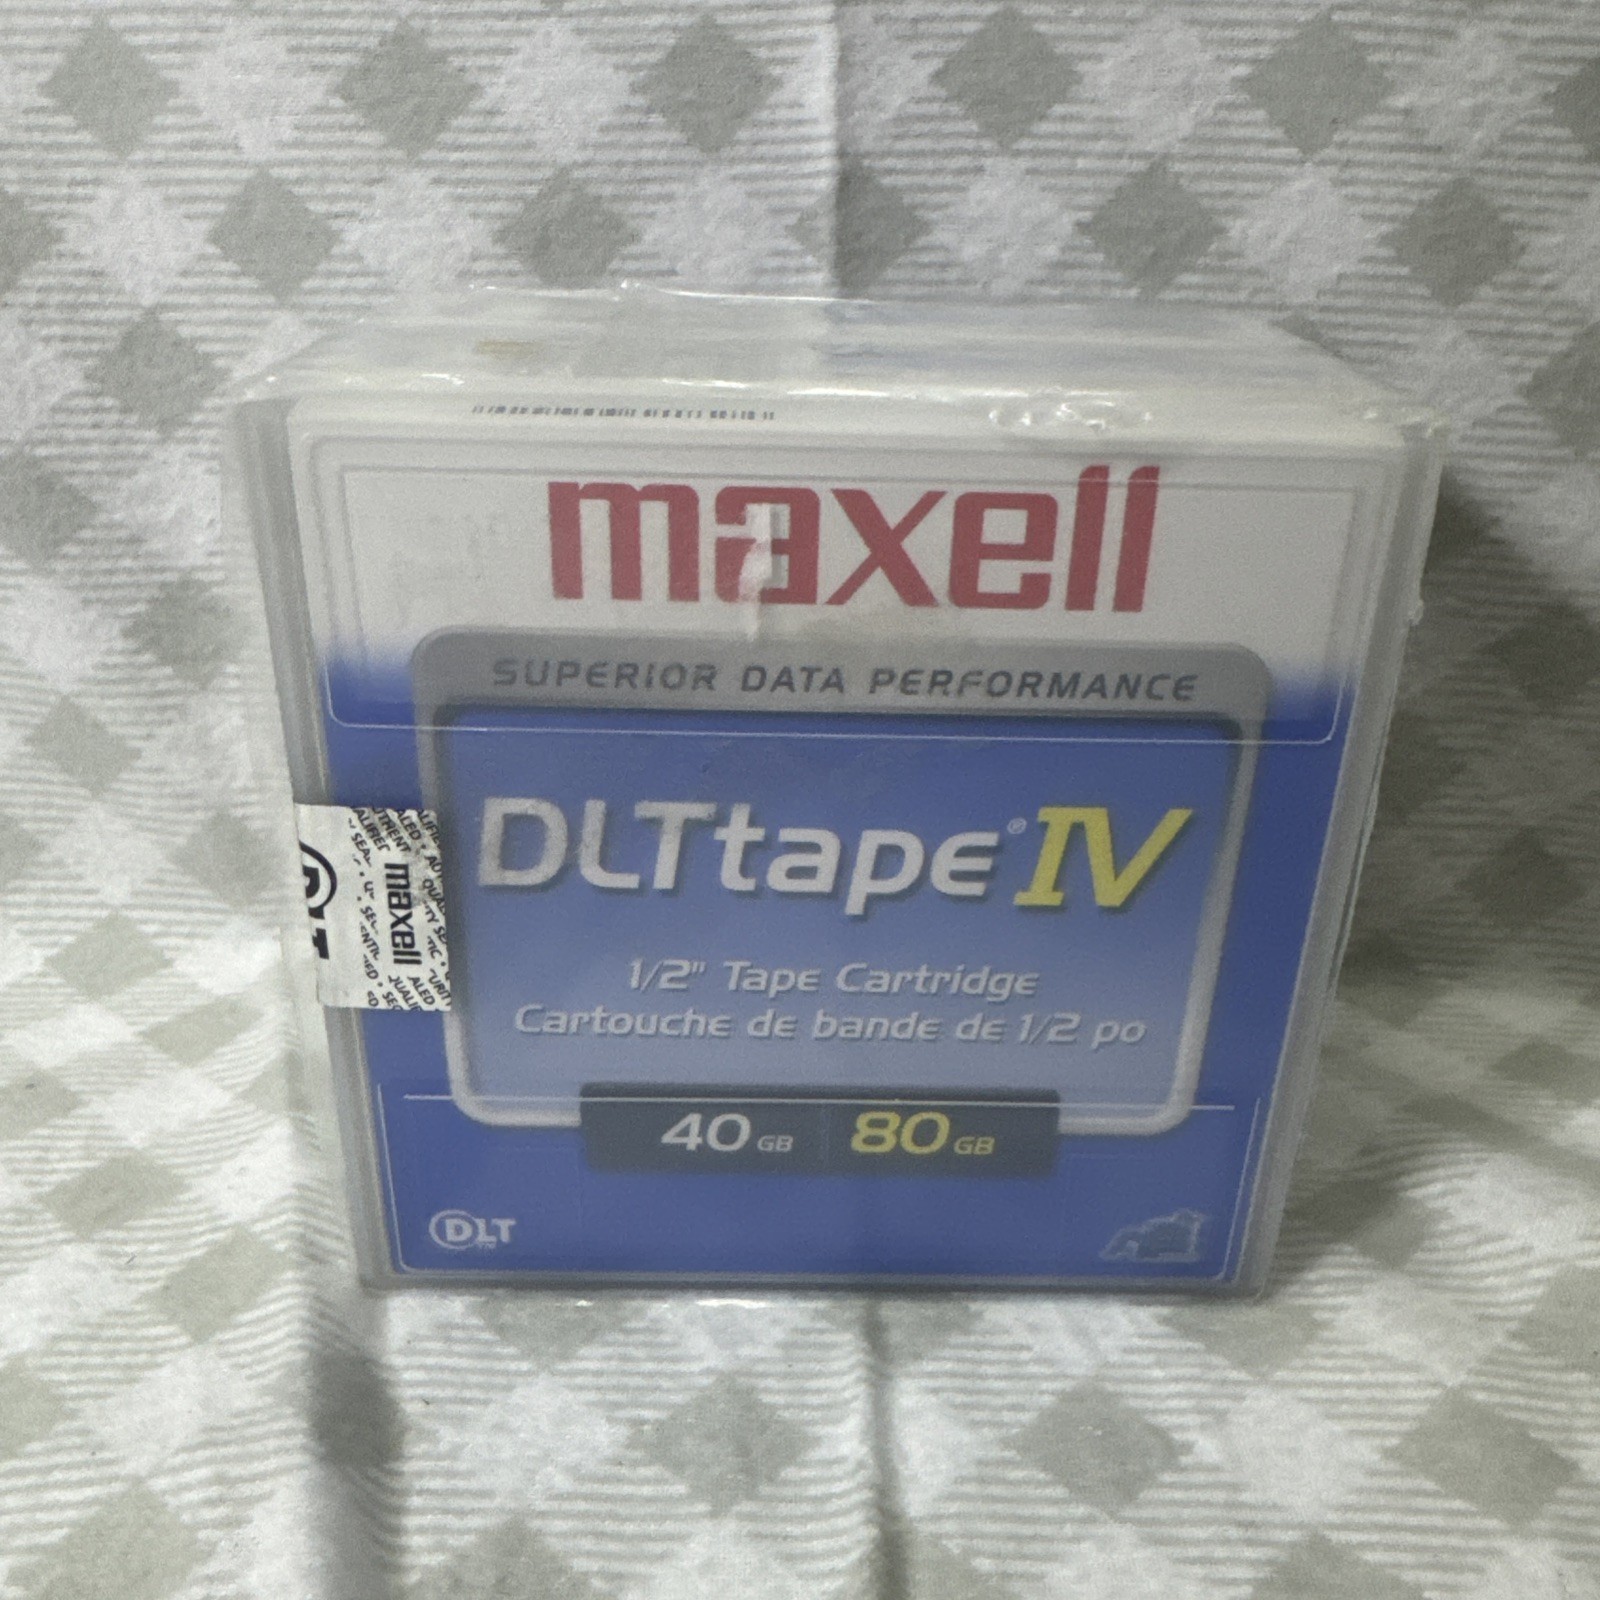 maxell
SUPERIOR DATA PERFORMANCE
DLTtape® IV
1/2" Tape Cartridge
Cartouche de bande de 1/2 po
40 GB 80 GB
DLT
DLT
maxell